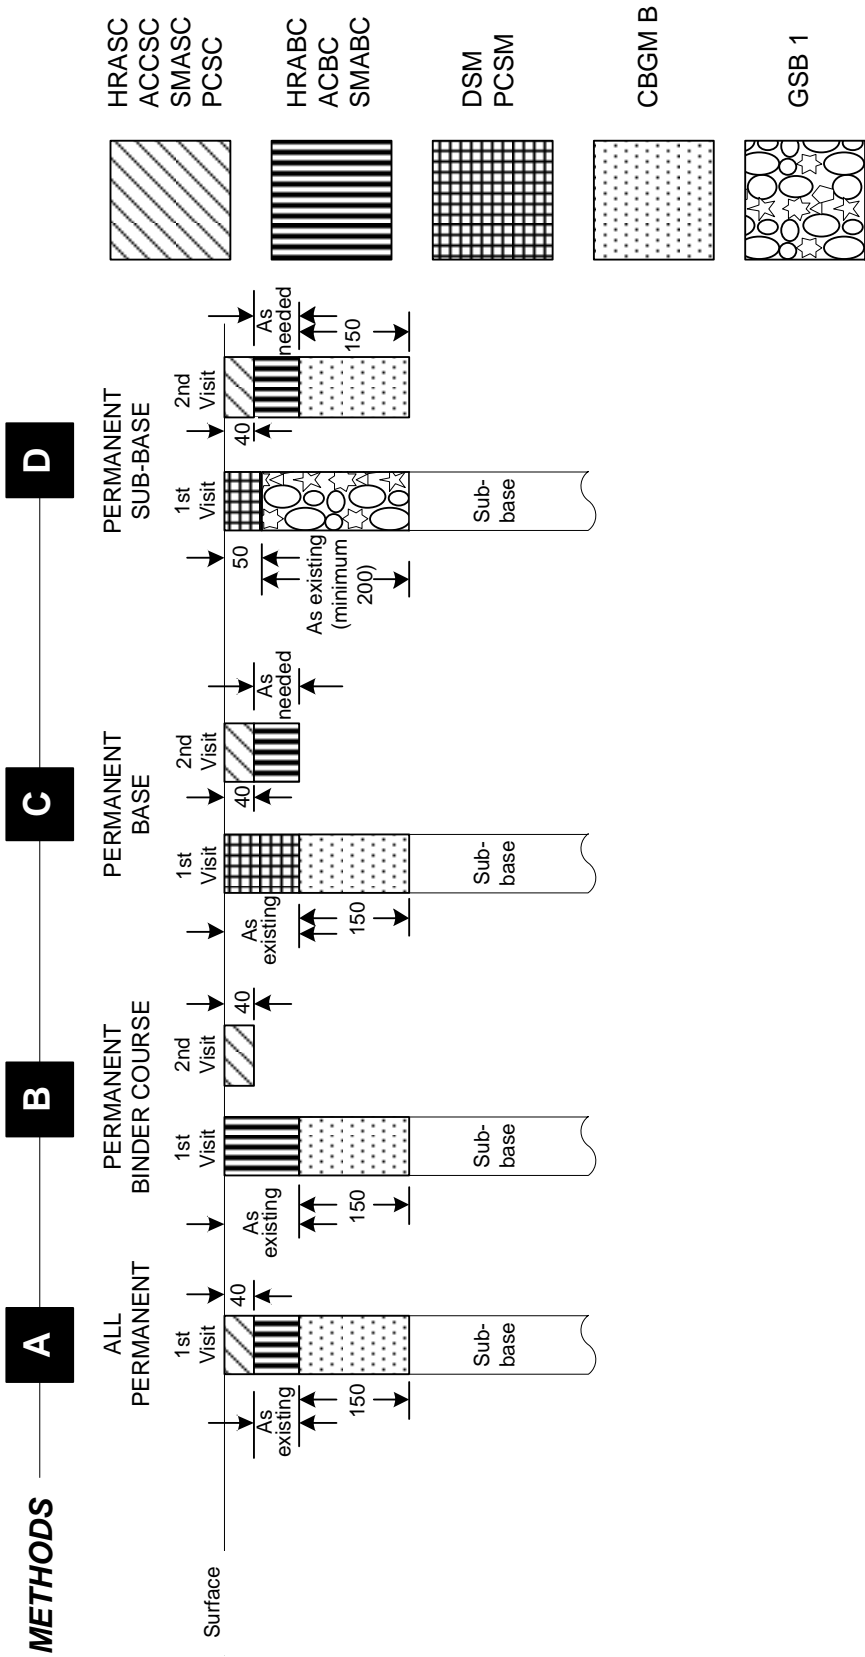 METHODS
A
B
C
D
ALL
PERMANENT
PERMANENT
BINDER COURSE
PERMANENT
BASE
PERMANENT
SUB-BASE
1st
Visit
1st
Visit
2nd
Visit
1st
Visit
2nd
Visit
1st
Visit
2nd
Visit
Surface
As
existing
150
40
Sub-
base
As
existing
150
40
Sub-
base
As
existing
150
40
As
needed
Sub-
base
50
As existing
(minimum
200)
40
As
needed
150
Sub-
base
HRASC
ACCSC
SMASC
PCSC
HRABC
ACBC
SMABC
DSM
PCSM
CBGM B
GSB 1